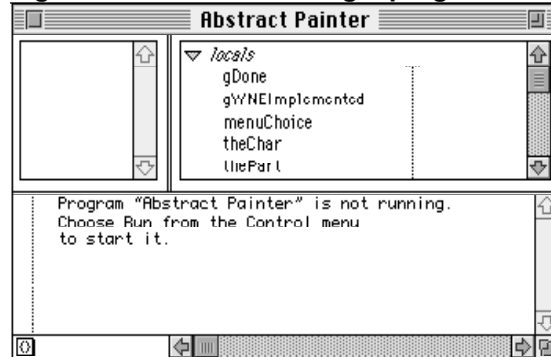 Abstract Painter
locals
gDone
gWNEImplemented
menuChoice
theChar
thePart
Program "Abstract Painter" is not running.
Choose Run from the Control menu
to start it.